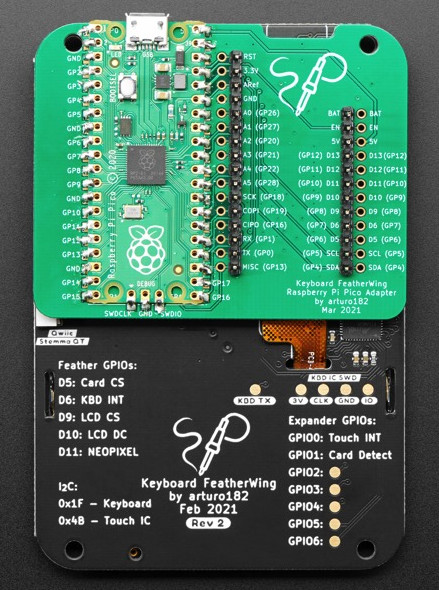 LED
USB
BOOTSEL
GP0
GND
GP2
GP3
GP4
GP5
GND
GP6
GP7
GP8
GP9
GND
GP10
GP11
GP12
GP13
GND
GP14
GP15
Raspberry Pi Pico © 2020
DEBUG
SWDCLK GND SWDIO
GP17
GP16
RST
3.3V
ARef
GND
A0 (GP26)
A1 (GP27)
A2 (GP20)
A3 (GP21)
A4 (GP22)
A5 (GP28)
SCK (GP18)
COPI (GP19)
CIPO (GP16)
RX (GP1)
TX (GP0)
MISC (GP13)
BAT BAT
EN EN
5V 5V
(GP12) D13 D13(GP12)
(GP11) D12 D12(GP11)
(GP10) D11 D11(GP10)
(GP9) D10 D10 (GP9)
(GP8) D9 D9 (GP8)
(GP7) D6 D6 (GP7)
(GP6) D5 D5 (GP6)
(GP5) SCL SCL (GP5)
(GP4) SDA SDA (GP4)
Keyboard FeatherWing
Raspberry Pi Pico Adapter
by arturo182
Mar 2021
Qwiic
Stemma QT
Feather GPIOs:
D5: Card CS
D6: KBD INT
D9: LCD CS
D10: LCD DC
D11: NEOPIXEL
I2C:
0x1F – Keyboard
0x4B – Touch IC
Keyboard FeatherWing
by arturo182
Feb 2021
Rev 2
KBD IC SWD
KBD TX
3V CLK GND IO
Expander GPIOs:
GPIO0: Touch INT
GPIO1: Card Detect
GPIO2:
GPIO3:
GPIO4:
GPIO5:
GPIO6: